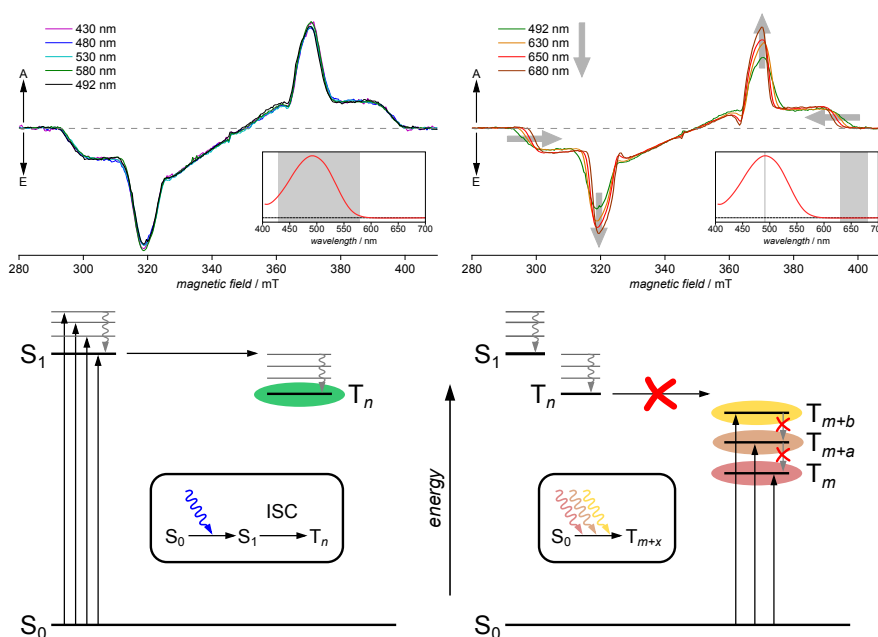 430 nm
480 nm
530 nm
580 nm
492 nm
A
E
400 450 500 550 600 650 700
wavelength / nm
280 300 320 340 360 380 400
magnetic field / mT
492 nm
630 nm
650 nm
680 nm
A
E
400 450 500 550 600 650 700
wavelength / nm
280 300 320 340 360 380 400
magnetic field / mT
S1
Tn
ISC
S0 S1 Tn
S0
energy
S1
Tn
Tm+b
Tm+a
Tm
S0 Tm+x
S0